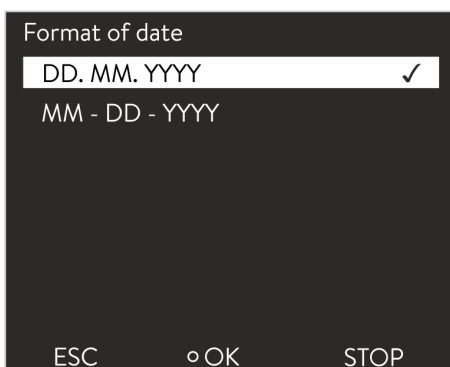 Format of date
DD. MM. YYYY ✓
MM - DD - YYYY
ESC OK STOP